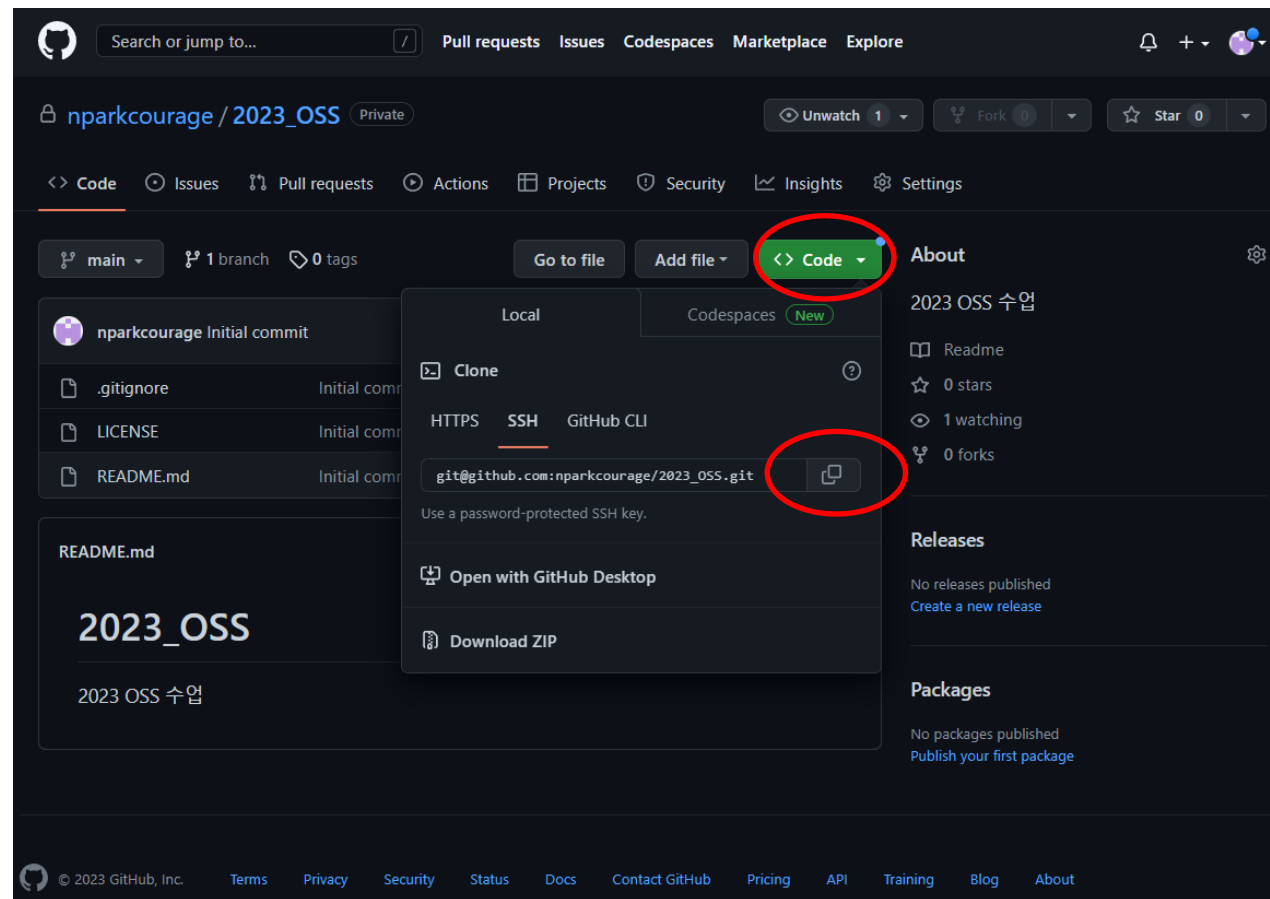 Search or jump to... / Pull requests Issues Codespaces Marketplace Explore
nparkcourage / 2023_OSS Private Unwatch 1 Fork 0 Star 0
Code Issues Pull requests Actions Projects Security Insights Settings
main 1 branch 0 tags Go to file Add file <> Code
nparkcourage Initial commit
.gitignore Initial comm
LICENSE Initial comm
README.md Initial comm
Local Codespaces New
Clone
HTTPS SSH GitHub CLI
git@github.com:nparkcourage/2023_OSS.git
Use a password-protected SSH key.
Open with GitHub Desktop
Download ZIP
README.md
2023_OSS
2023 OSS 수업
About
2023 OSS 수업
Readme
0 stars
1 watching
0 forks
Releases
No releases published
Create a new release
Packages
No packages published
Publish your first package
© 2023 GitHub, Inc. Terms Privacy Security Status Docs Contact GitHub Pricing API Training Blog About